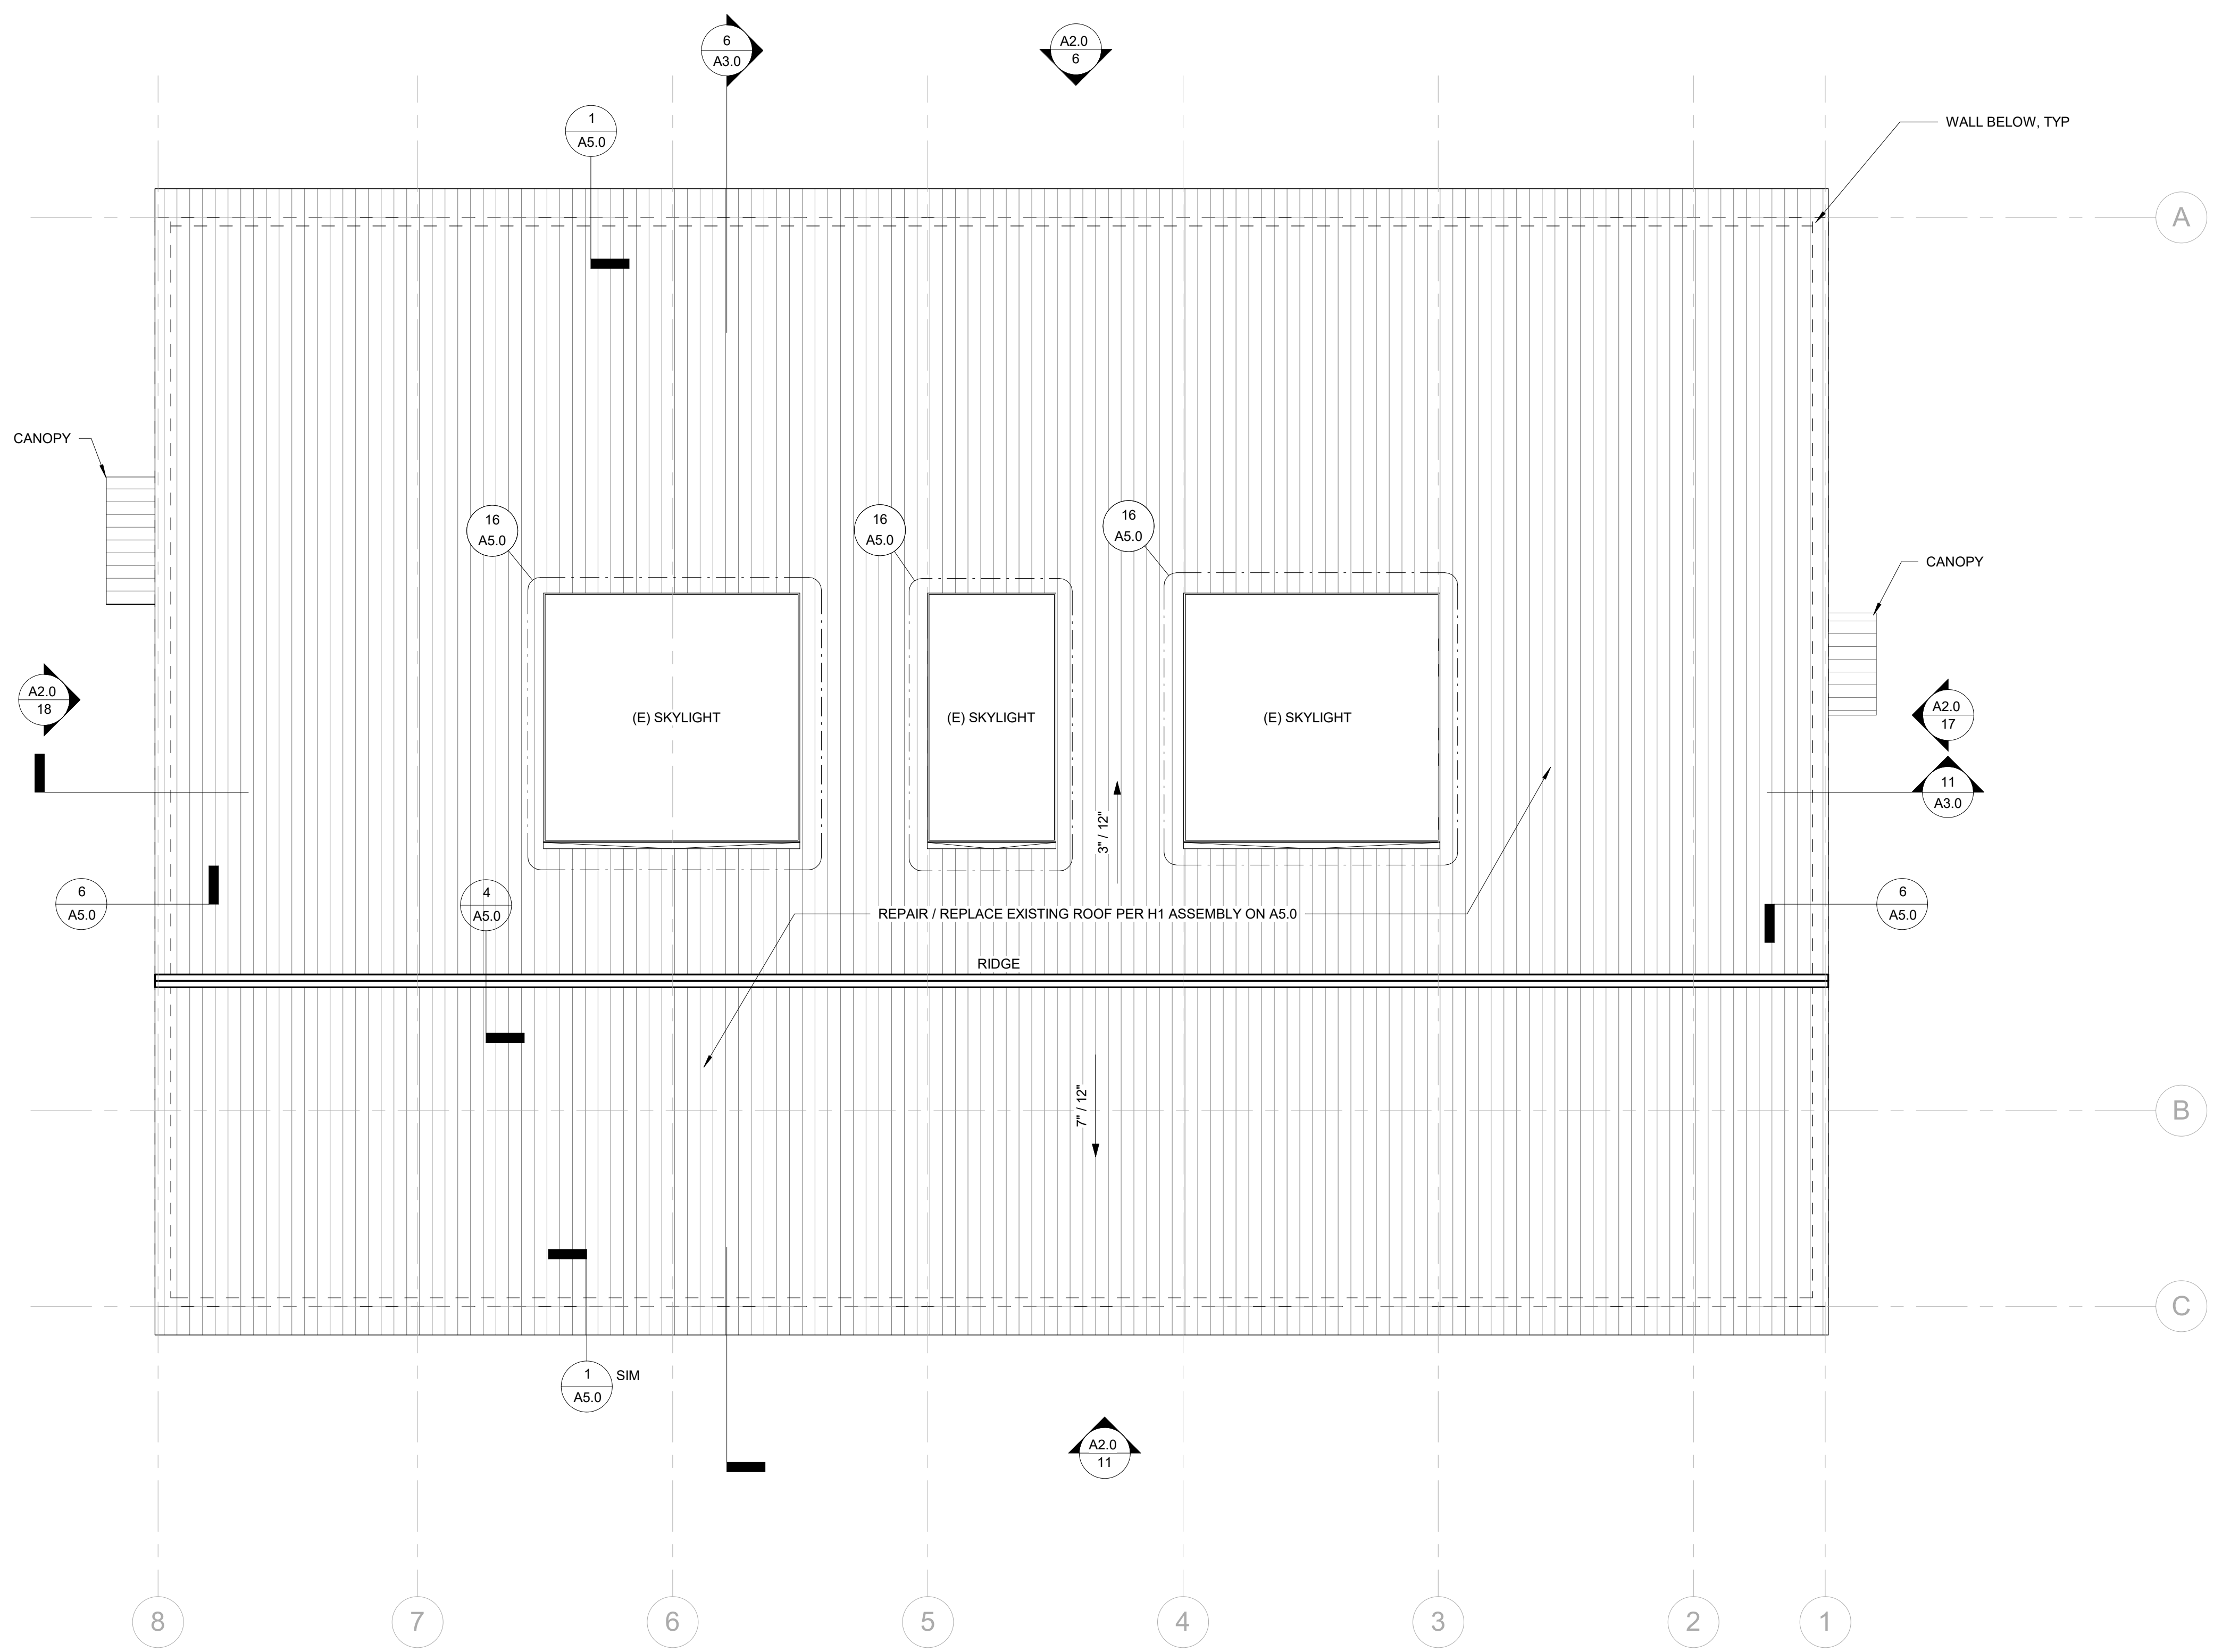 6
A3.0
A2.0
6
1
A5.0
WALL BELOW, TYP
A
CANOPY
16
A5.0
16
A5.0
16
A5.0
CANOPY
A2.0
18
(E) SKYLIGHT
(E) SKYLIGHT
(E) SKYLIGHT
A2.0
17
11
A3.0
3" / 12"
6
A5.0
4
A5.0
REPAIR / REPLACE EXISTING ROOF PER H1 ASSEMBLY ON A5.0
6
A5.0
RIDGE
7" / 12"
B
C
1
A5.0
SIM
A2.0
11
8
7
6
5
4
3
2
1